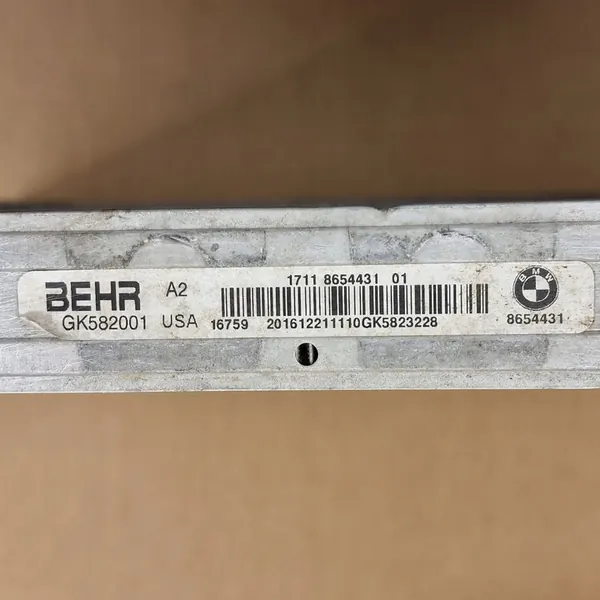 BEHR A2
GK582001 USA
1711 8654431 01
16759 201612211110GK5823228
BMW
8654431